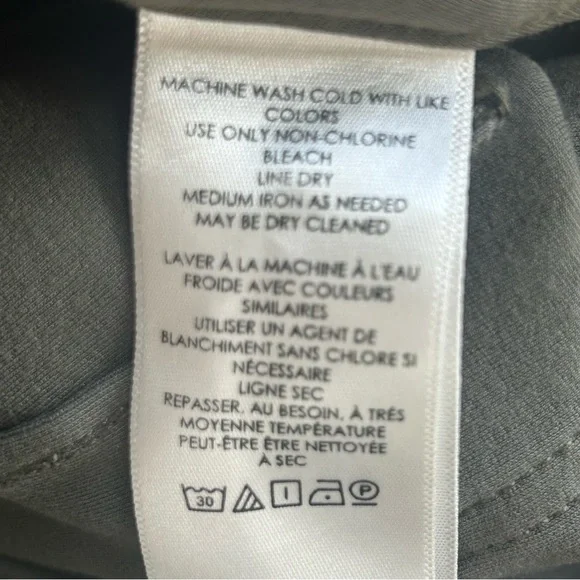 MACHINE WASH COLD WITH LIKE
COLORS
USE ONLY NON-CHLORINE
BLEACH
LINE DRY
MEDIUM IRON AS NEEDED
MAY BE DRY CLEANED
LAVER À LA MACHINE À L'EAU
FROIDE AVEC COULEURS
SIMILAIRES
UTILISER UN AGENT DE
BLANCHIMENT SANS CHLORE SI
NÉCESSAIRE
LIGNE SEC
REPASSER, AU BESOIN, À TRÉS
MOYENNE TEMPÉRATURE
PEUT-ÊTRE ÊTRE NETTOYÉE
À SEC
30 P